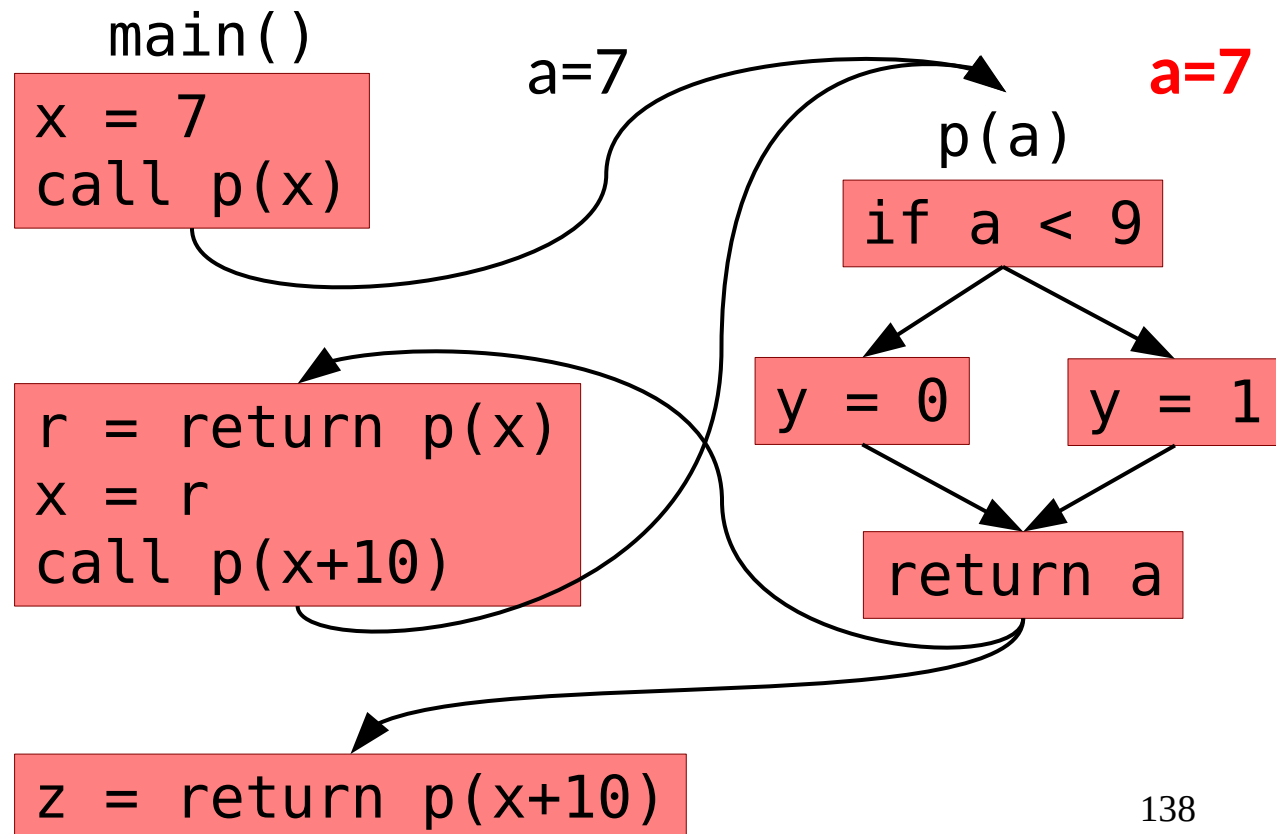 main()
x = 7
call p(x)
a=7
a=7
p(a)
if a < 9
y = 0
y = 1
return a
r = return p(x)
x = r
call p(x+10)
z = return p(x+10)
138